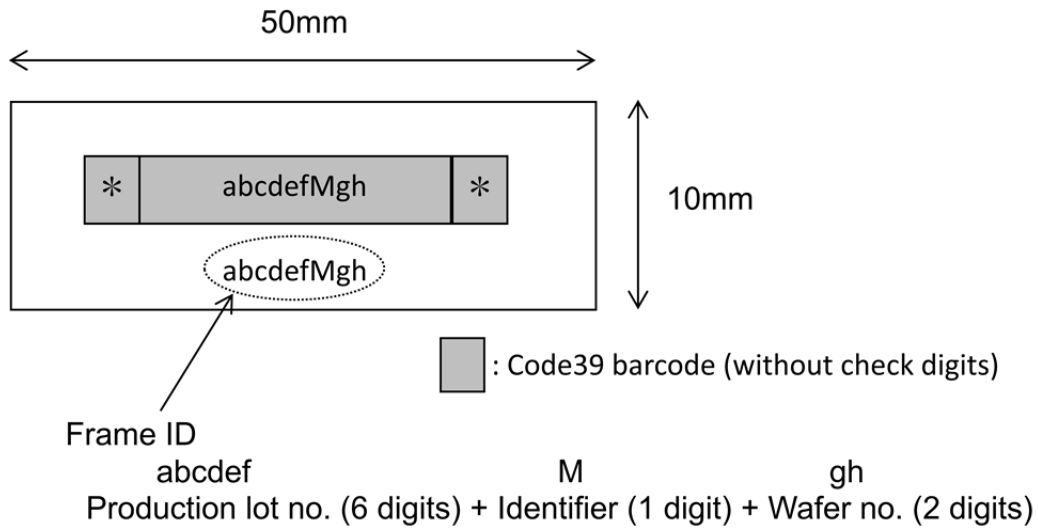 50mm
* abcdefMgh *
10mm
abcdefMgh
: Code39 barcode (without check digits)
Frame ID
abcdef M gh
Production lot no. (6 digits) + Identifier (1 digit) + Wafer no. (2 digits)